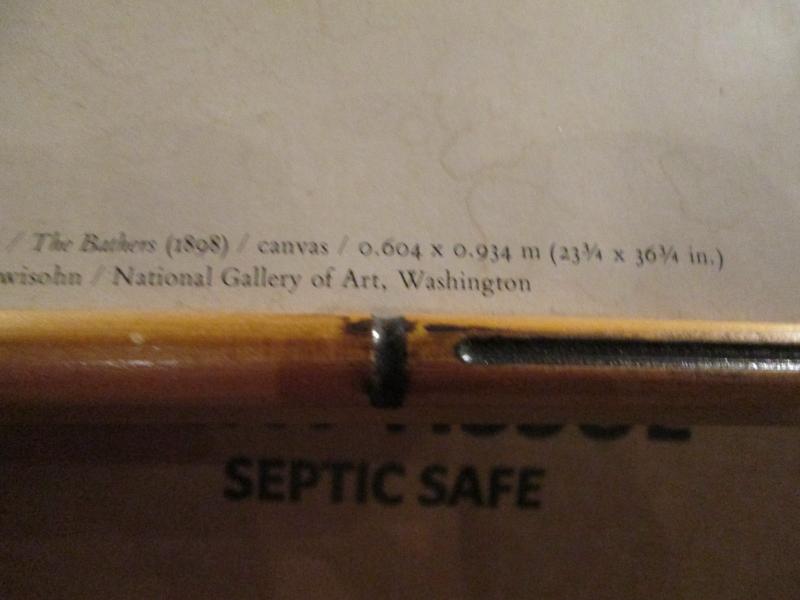 / The Bathers (1898) / canvas / 0.604 x 0.934 m (23¾ x 36¾ in.)
wisohn / National Gallery of Art, Washington
SEPTIC SAFE